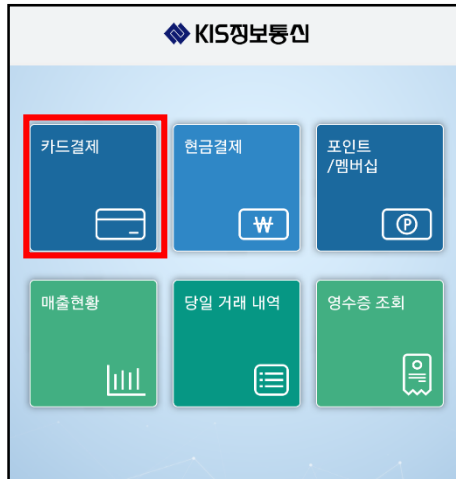 KIS정보통신
카드결제
현금결제
포인트
/멤버십
₩
P
매출현황
당일 거래 내역
영수증 조회